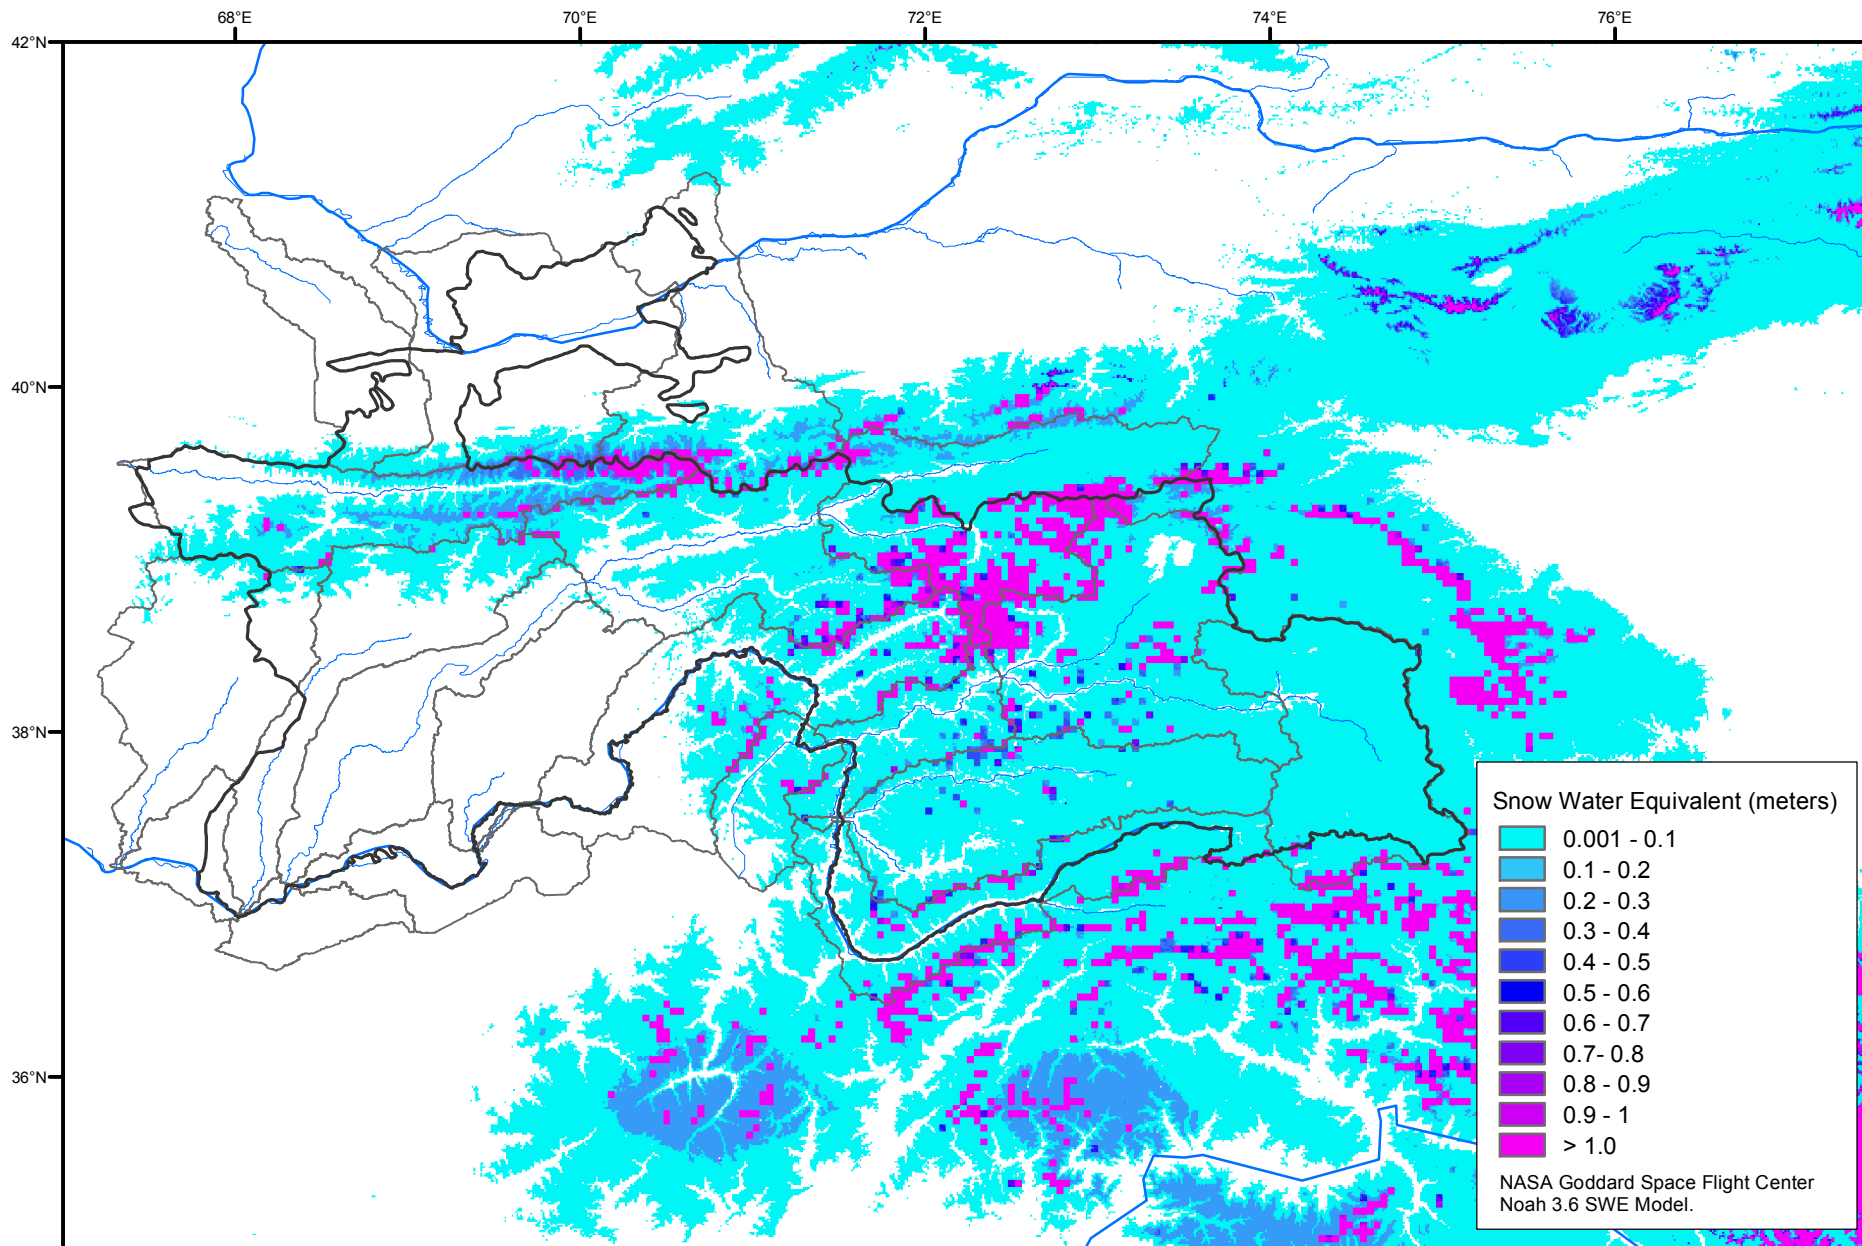 68°E 70°E 72°E 74°E 76°E
42°N
40°N
38°N
36°N
Snow Water Equivalent (meters)
0.001 - 0.1
0.1 - 0.2
0.2 - 0.3
0.3 - 0.4
0.4 - 0.5
0.5 - 0.6
0.6 - 0.7
0.7- 0.8
0.8 - 0.9
0.9 - 1
> 1.0
NASA Goddard Space Flight Center
Noah 3.6 SWE Model.